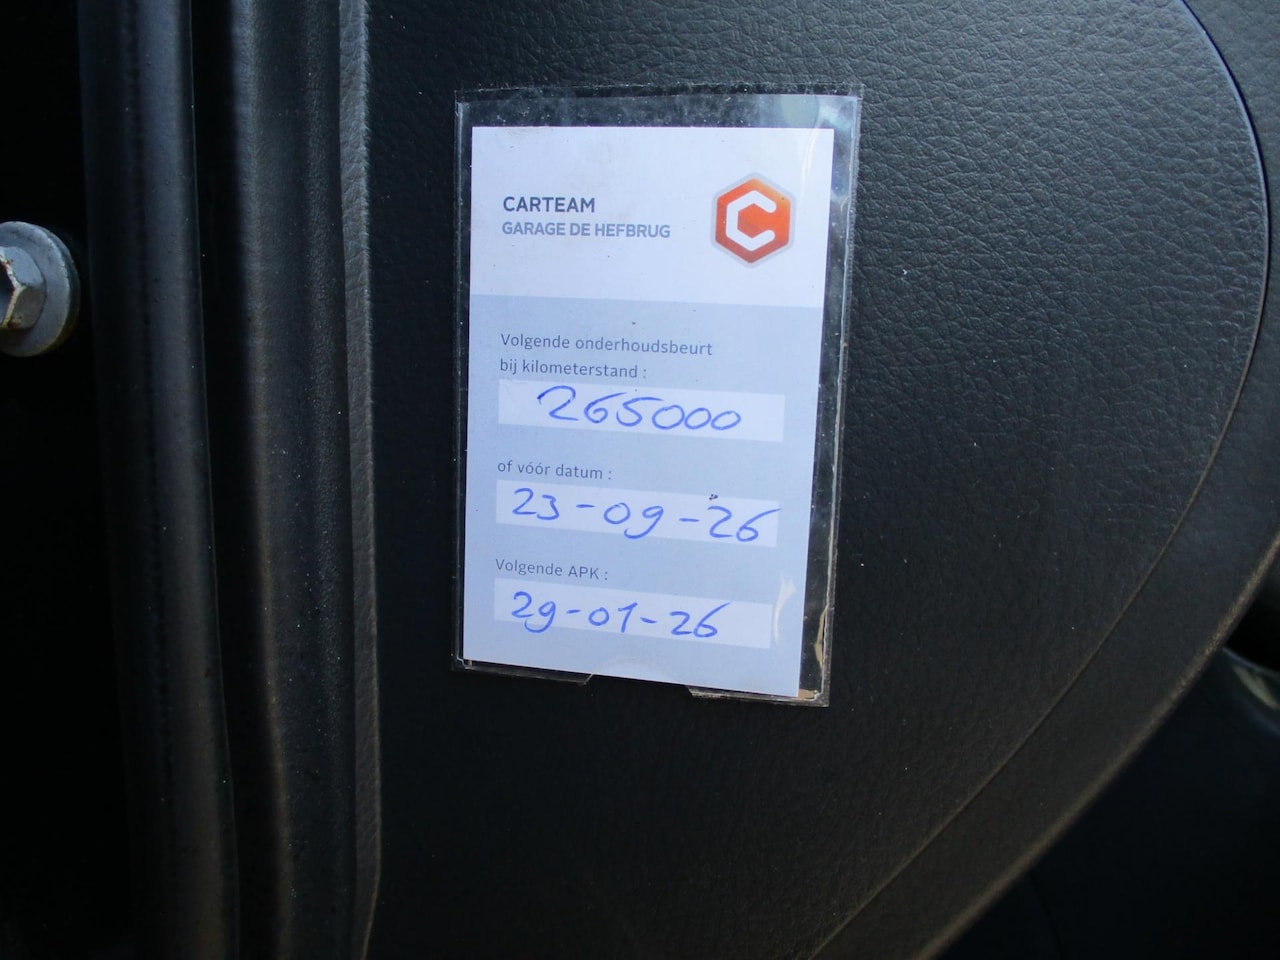 CARTEAM
GARAGE DE HEFBRUG
Volgende onderhoudsbeurt
bij kilometerstand :
265000
of vóór datum :
23-09-26
Volgende APK :
29-01-26